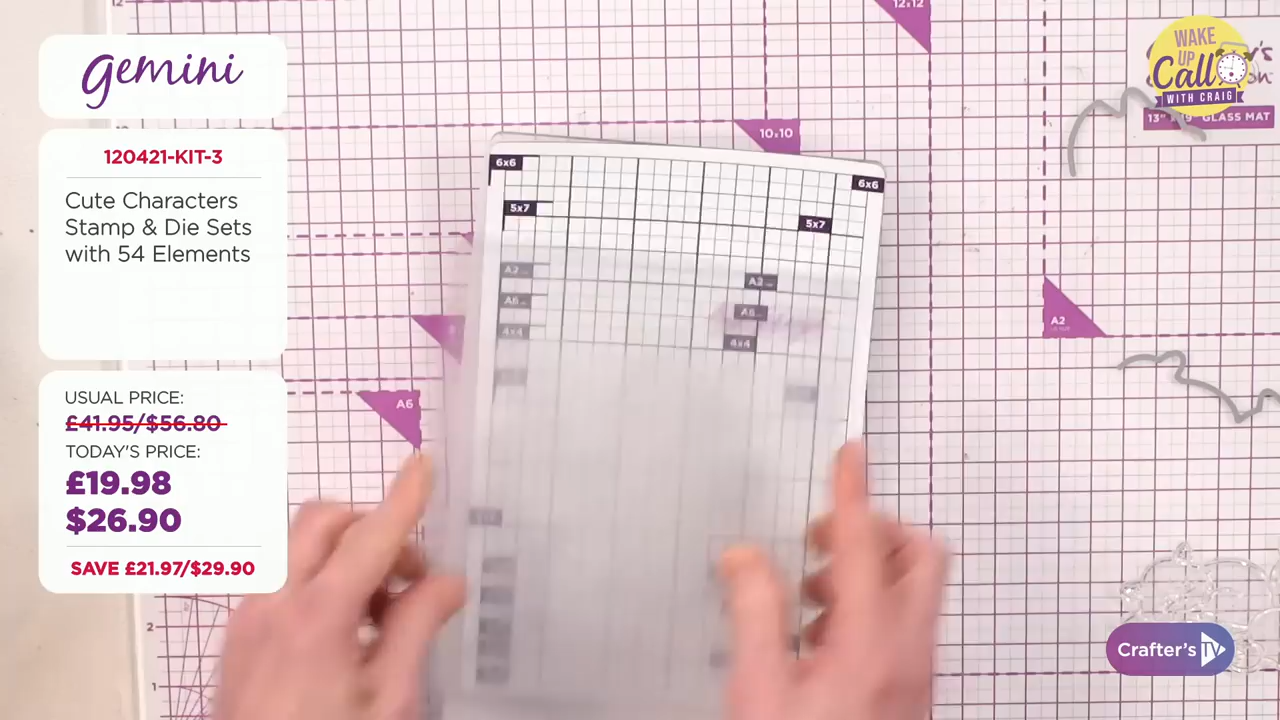 gemini
120421-KIT-3
Cute Characters
Stamp & Die Sets
with 54 Elements
USUAL PRICE:
£41.95/$56.80
TODAY'S PRICE:
£19.98
$26.90
SAVE £21.97/$29.90
12x12
10x10
6x6
6x6
5x7
5x7
A2
A2
A6
A6
4x4
4x4
A6
A2
2
1
WAKE
UP
Call
WITH CRAIG
13" x 19" GLASS MAT
Crafter's TV